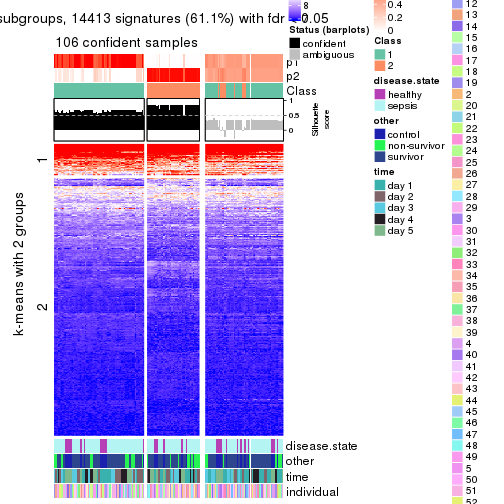 subgroups, 14413 signatures (61.1%) with fdr < 0.05
106 confident samples
p1
p2
Class
1
0.5
0
Silhouette
score
k-means with 2 groups
1
2
disease.state
other
time
individual
8
0
Status (barplots)
confident
ambiguous
0.4
0.2
0
Class
1
2
disease.state
healthy
sepsis
other
control
non-survivor
survivor
time
day 1
day 2
day 3
day 4
day 5
12
13
14
15
16
17
18
19
2
20
21
22
23
24
25
26
27
28
29
3
30
31
32
33
34
35
36
37
38
39
4
40
41
42
43
44
45
46
47
48
49
5
50
51
52